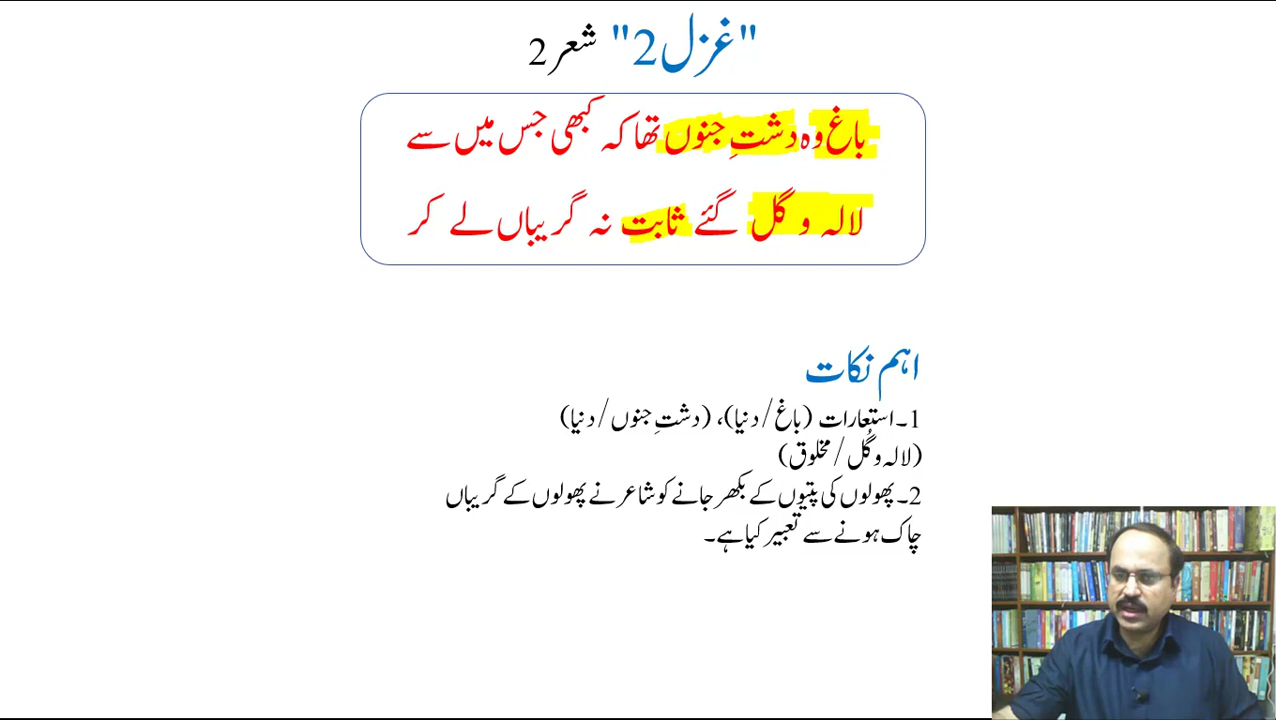 "غزل 2" شعر 2
باغ وہ دشتِ جنوں تھا کہ کبھی جس میں سے
لالہ و گل گئے ثابت نہ گریباں لے کر
اہم نکات
1۔ استعارات (باغ/دنیا)، (دشتِ جنوں/دنیا)
(لالہ و گُل/مخلوق)
2۔ پھولوں کی پتیوں کے بکھر جانے کو شاعر نے پھولوں کے گریباں
چاک ہونے سے تعبیر کیا ہے۔